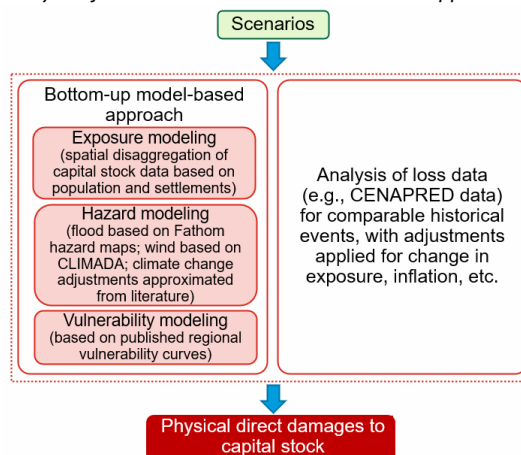 Scenarios
Bottom-up model-based
approach
Exposure modeling
(spatial disaggregation of
capital stock data based on
population and settlements)
Hazard modeling
(flood based on Fathom
hazard maps; wind based on
CLIMADA; climate change
adjustments approximated
from literature)
Vulnerability modeling
(based on published regional
vulnerability curves)
Analysis of loss data
(e.g., CENAPRED data)
for comparable historical
events, with adjustments
applied for change in
exposure, inflation, etc.
Physical direct damages to
capital stock